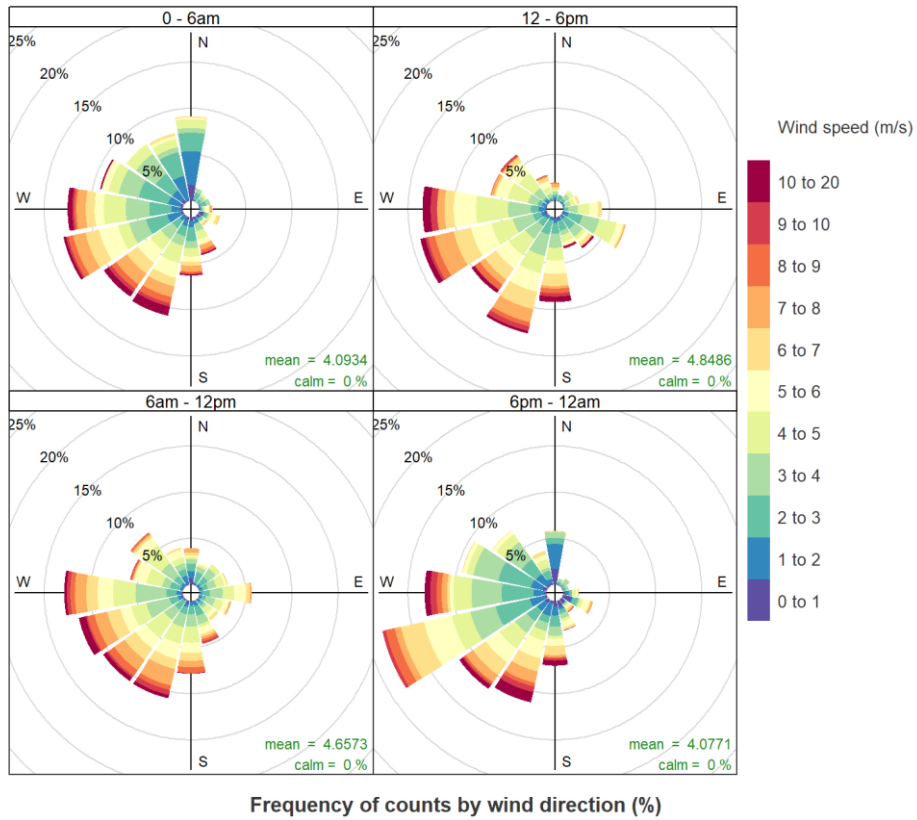 0 - 6am
25%
20%
15%
10%
5%
N
W
E
S
mean = 4.0934
calm = 0 %
12 - 6pm
25%
20%
15%
10%
5%
N
W
E
S
mean = 4.8486
calm = 0 %
6am - 12pm
25%
20%
15%
10%
5%
N
W
E
S
mean = 4.6573
calm = 0 %
6pm - 12am
25%
20%
15%
10%
5%
N
W
E
S
mean = 4.0771
calm = 0 %
Wind speed (m/s)
10 to 20
9 to 10
8 to 9
7 to 8
6 to 7
5 to 6
4 to 5
3 to 4
2 to 3
1 to 2
0 to 1
Frequency of counts by wind direction (%)